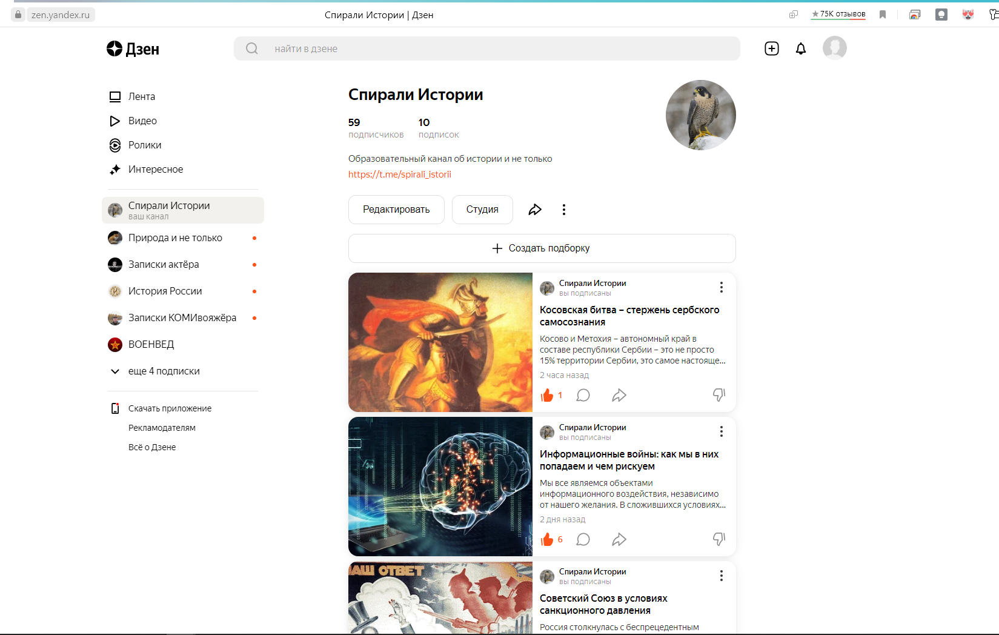 zen.yandex.ru
Спирали Истории | Дзен
75K отзывов
Дзен
найти в дзене
Лента
Видео
Ролики
Интересное
Спирали Истории
ваш канал
Природа и не только
Записки актёра
История России
Записки КОМИвояжёра
ВОЕНВЕД
еще 4 подписки
Скачать приложение
Рекламодателям
Всё о Дзене
Спирали Истории
59
подписчиков
10
подписок
Образовательный канал об истории и не только
https://t.me/spirali_istorii
Редактировать
Студия
Создать подборку
Спирали Истории
вы подписаны
Косовская битва – стержень сербского
самосознания
Косово и Метохия – автономный край в
составе республики Сербии – это не просто
15% территории Сербии, это самое настояще...
2 часа назад
1
Спирали Истории
вы подписаны
Информационные войны: как мы в них
попадаем и чем рискуем
Мы все являемся объектами
информационного воздействия, независимо
от нашего желания. В сложившихся условиях...
2 дня назад
6
НАШ ОТВЕТ
Спирали Истории
вы подписаны
Советский Союз в условиях
санкционного давления
Россия столкнулась с беспрецедентным